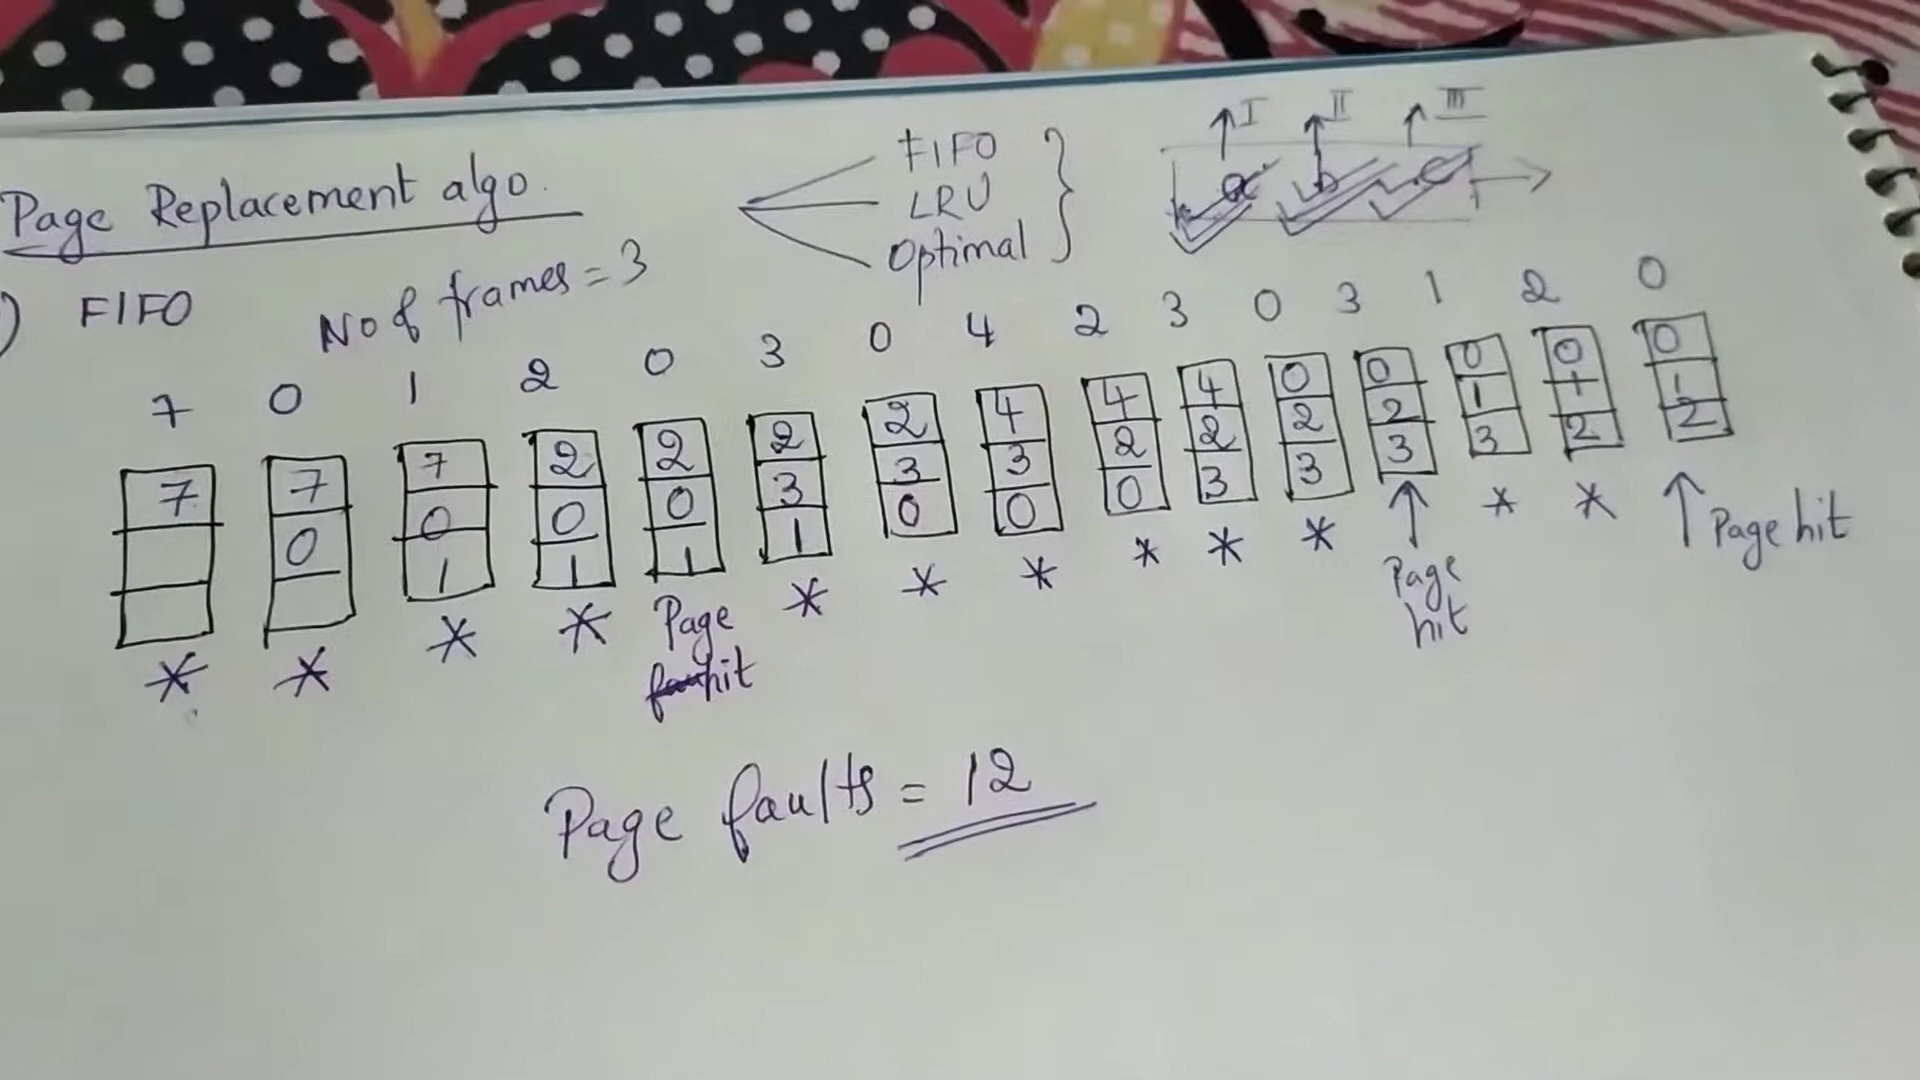 I II III
FIFO
Page Replacement algo. LRU a b c
Optimal
) FIFO No of frames = 3
7 0 1 2 0 3 0 4 2 3 0 3 1 2 0
7 7 7 2 2 2 2 4 4 4 0 0 0 0 0
0 0 0 0 3 3 3 2 2 2 2 1 1 1
1 1 1 1 0 0 0 3 3 3 3 2 2
* * * * Page hit * * * * * * Page hit * * Page hit
Page faults = 12